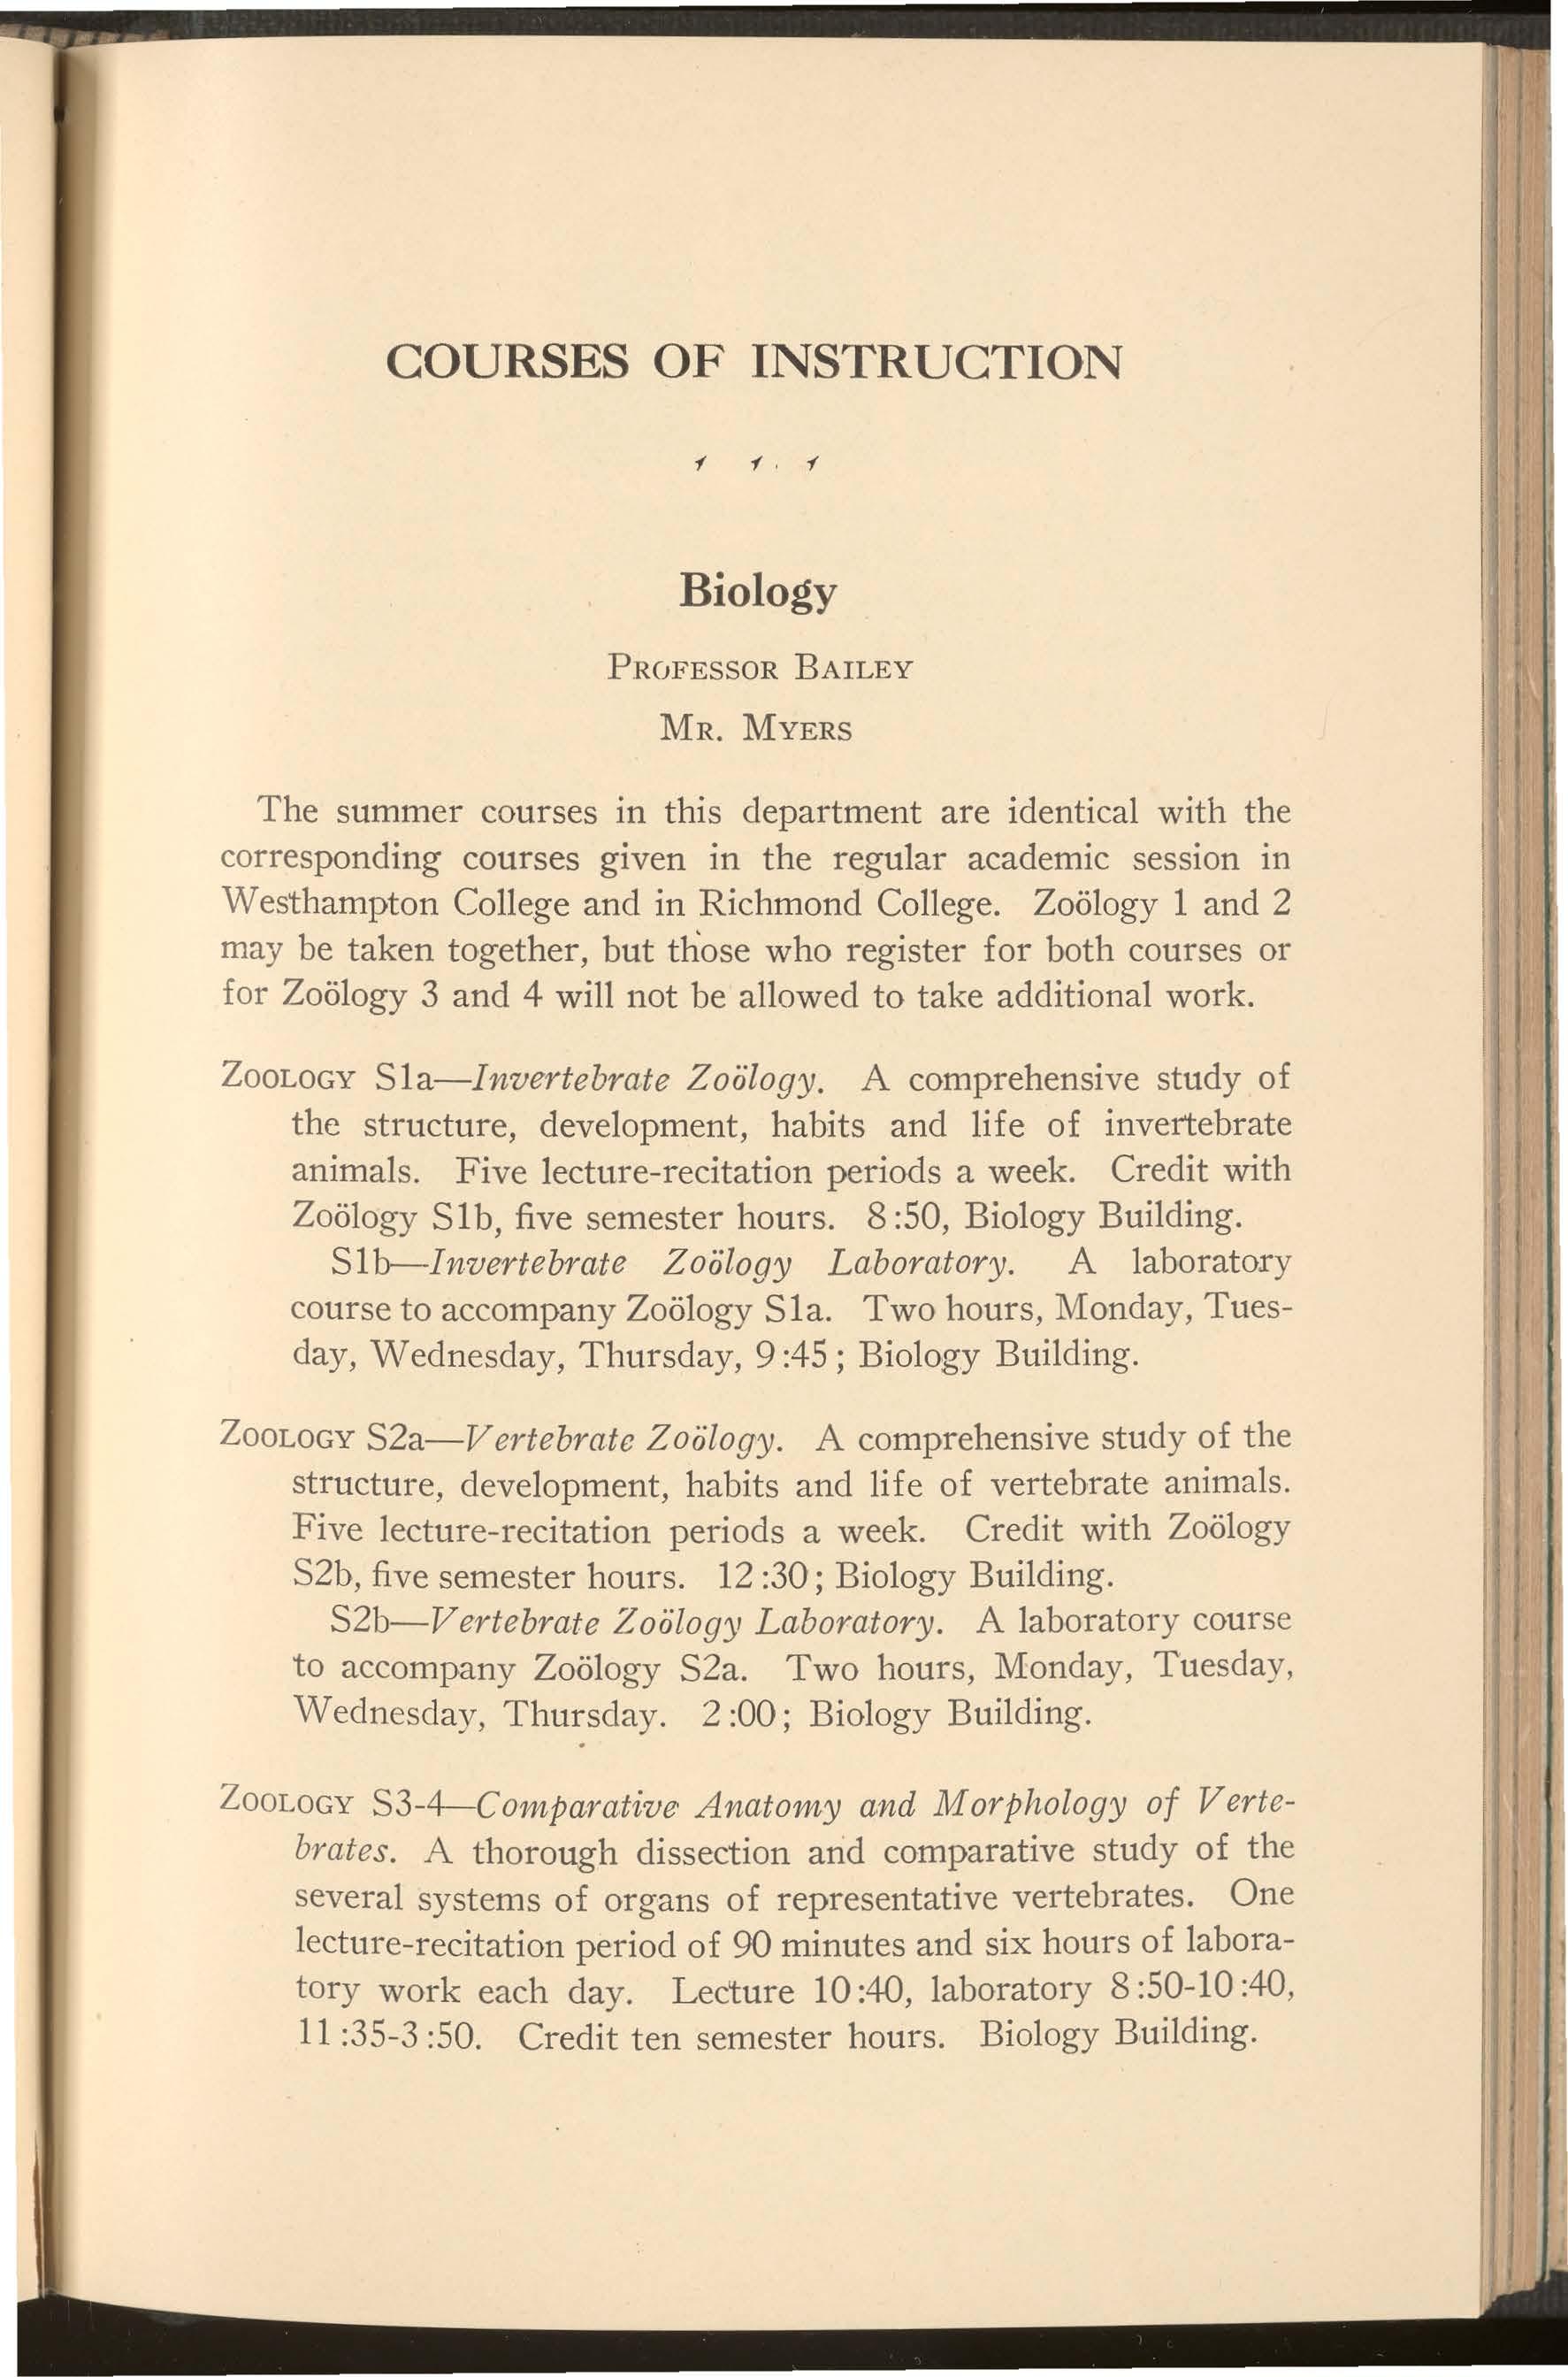 COURSES OF INSTRUCTION
Biology
PROFESSOR BAILEY
MR. MYERS
The summer courses in this department are identical with the
corresponding courses given in the regular academic session in
Westhampton College and in Richmond College. Zoölogy 1 and 2
may be taken together, but those who register for both courses or
for Zoölogy 3 and 4 will not be allowed to take additional work.
ZOOLOGY S1a—Invertebrate Zoölogy. A comprehensive study of
the structure, development, habits and life of invertebrate
animals. Five lecture-recitation periods a week. Credit with
Zoölogy S1b, five semester hours. 8:50, Biology Building.
S1b—Invertebrate Zoölogy Laboratory. A laboratory
course to accompany Zoölogy S1a. Two hours, Monday, Tues-
day, Wednesday, Thursday, 9:45; Biology Building.
ZOOLOGY S2a—Vertebrate Zoölogy. A comprehensive study of the
structure, development, habits and life of vertebrate animals.
Five lecture-recitation periods a week. Credit with Zoölogy
S2b, five semester hours. 12:30; Biology Building.
S2b—Vertebrate Zoölogy Laboratory. A laboratory course
to accompany Zoölogy S2a. Two hours, Monday, Tuesday,
Wednesday, Thursday. 2:00; Biology Building.
ZOOLOGY S3-4—Comparative Anatomy and Morphology of Verte-
brates. A thorough dissection and comparative study of the
several systems of organs of representative vertebrates. One
lecture-recitation period of 90 minutes and six hours of labora-
tory work each day. Lecture 10:40, laboratory 8:50-10:40,
11:35-3:50. Credit ten semester hours. Biology Building.